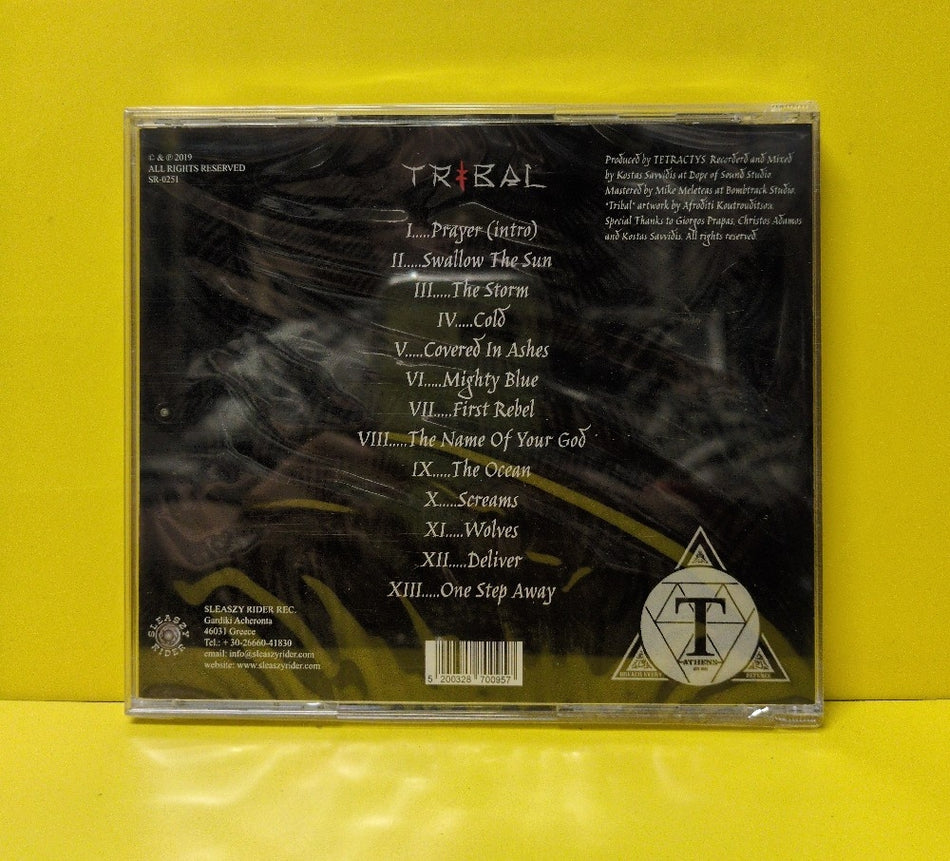 © & ℗ 2019
ALL RIGHTS RESERVED
SR-0251
TRIBAL
Produced by TETRACTYS. Recorderd and Mixed
by Kostas Savvidis at Dope of Sound Studio.
Mastered by Mike Meleteas at Bombtrack Studio.
"Tribal" artwork by Afroditi Koutrouditsou.
Special Thanks to Giorgos Prapas, Christos Adamos
and Kostas Savvidis. All rights reserved.
I.....Prayer (intro)
II.....Swallow The Sun
III.....The Storm
IV.....Cold
V.....Covered In Ashes
VI.....Mighty Blue
VII.....First Rebel
VIII.....The Name Of Your God
IX.....The Ocean
X.....Screams
XI.....Wolves
XII.....Deliver
XIII.....One Step Away
SLEASZY RIDER
SLEASZY RIDER REC.
Gardiki Acheronta
46031 Greece
Tel.: + 30-26660-41830
email: info@sleaszyrider.com
website: www.sleaszyrider.com
5 200328 700957
T
ATHENS